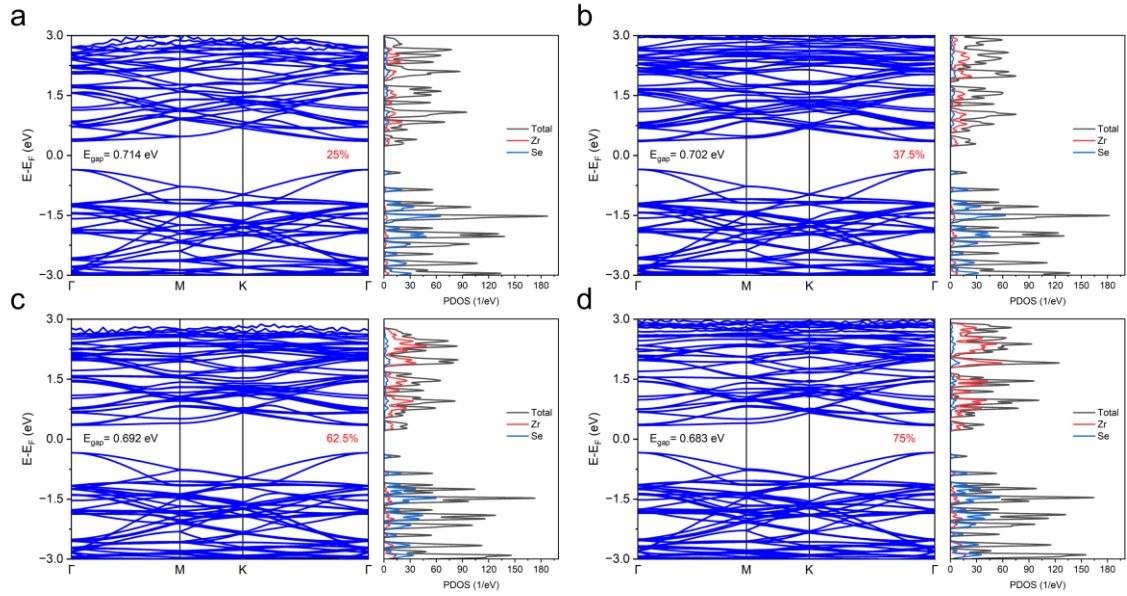 a
3.0
1.5
0.0
−1.5
−3.0
E-E_F (eV)
E_gap= 0.714 eV
25%
Γ
M
K
Γ
Total
Zr
Se
0 30 60 90 120 150 180
PDOS (1/eV)
b
3.0
1.5
0.0
−1.5
−3.0
E-E_F (eV)
E_gap= 0.702 eV
37.5%
Γ
M
K
Γ
Total
Zr
Se
0 30 60 90 120 150 180
PDOS (1/eV)
c
3.0
1.5
0.0
−1.5
−3.0
E-E_F (eV)
E_gap= 0.692 eV
62.5%
Γ
M
K
Γ
Total
Zr
Se
0 30 60 90 120 150 180
PDOS (1/eV)
d
3.0
1.5
0.0
−1.5
−3.0
E-E_F (eV)
E_gap= 0.683 eV
75%
Γ
M
K
Γ
Total
Zr
Se
0 30 60 90 120 150 180
PDOS (1/eV)